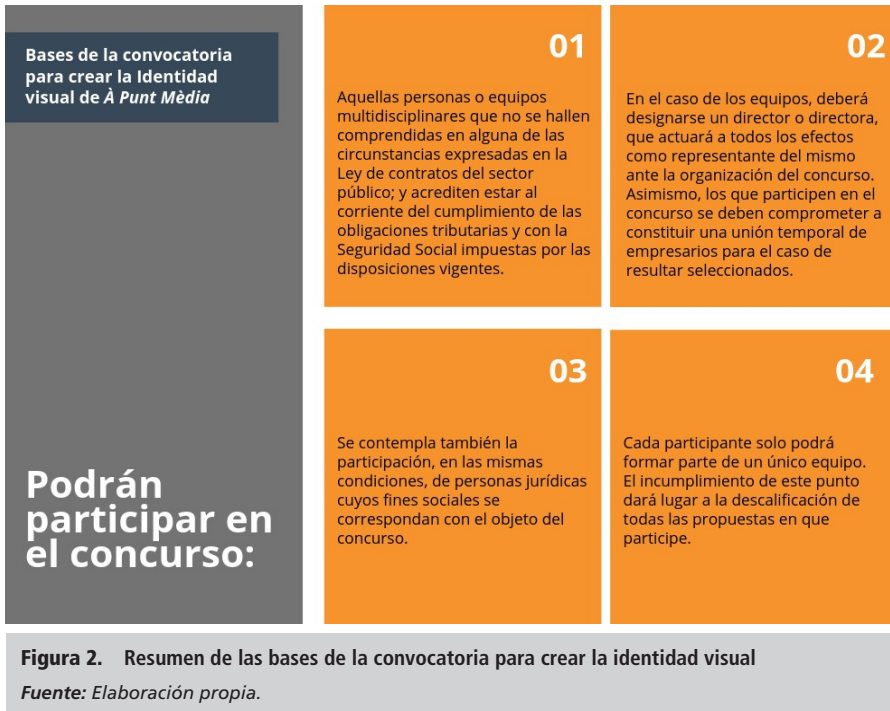 Bases de la convocatoria
para crear la Identidad
visual de À Punt Mèdia
Podrán
participar en
el concurso:
01
Aquellas personas o equipos
multidisciplinares que no se hallen
comprendidas en alguna de las
circunstancias expresadas en la
Ley de contratos del sector
público; y acrediten estar al
corriente del cumplimiento de las
obligaciones tributarias y con la
Seguridad Social impuestas por las
disposiciones vigentes.
02
En el caso de los equipos, deberá
designarse un director o directora,
que actuará a todos los efectos
como representante del mismo
ante la organización del concurso.
Asimismo, los que participen en el
concurso se deben comprometer a
constituir una unión temporal de
empresarios para el caso de
resultar seleccionados.
03
Se contempla también la
participación, en las mismas
condiciones, de personas jurídicas
cuyos fines sociales se
correspondan con el objeto del
concurso.
04
Cada participante solo podrá
formar parte de un único equipo.
El incumplimiento de este punto
dará lugar a la descalificación de
todas las propuestas en que
participe.
Figura 2. Resumen de las bases de la convocatoria para crear la identidad visual
Fuente: Elaboración propia.